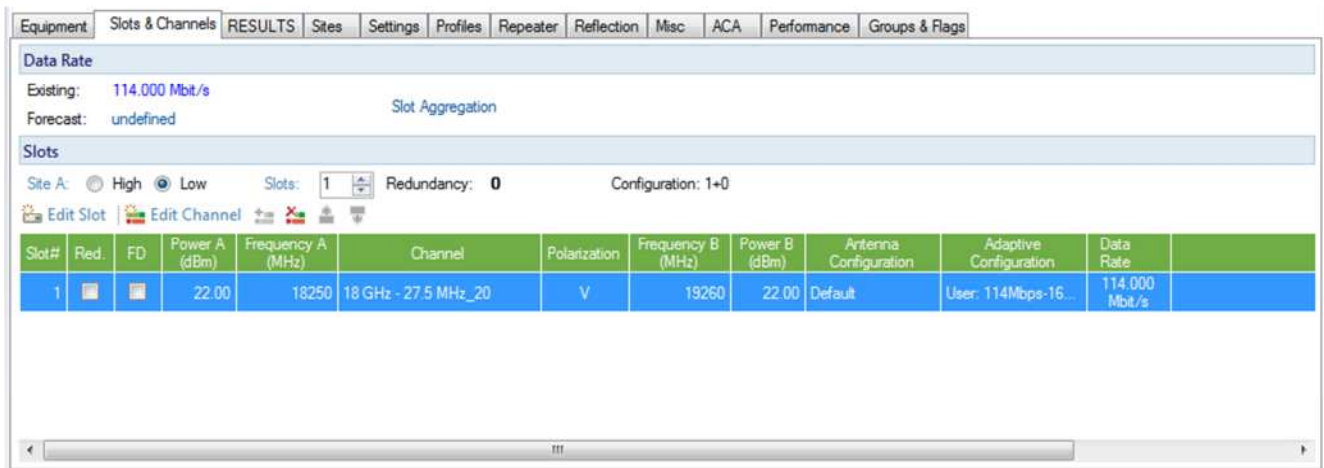 Equipment Slots & Channels RESULTS Sites Settings Profiles Repeater Reflection Misc ACA Performance Groups & Flags
Data Rate
Existing: 114.000 Mbit/s
Slot Aggregation
Forecast: undefined
Slots
Site A: High Low Slots: 1 Redundancy: 0 Configuration: 1+0
Edit Slot Edit Channel
Slot# Red. FD Power A (dBm) Frequency A (MHz) Channel Polarization Frequency B (MHz) Power B (dBm) Antenna Configuration Adaptive Configuration Data Rate
1 22.00 18250 18 GHz - 27.5 MHz_20 V 19260 22.00 Default User: 114Mbps-16... 114.000 Mbit/s